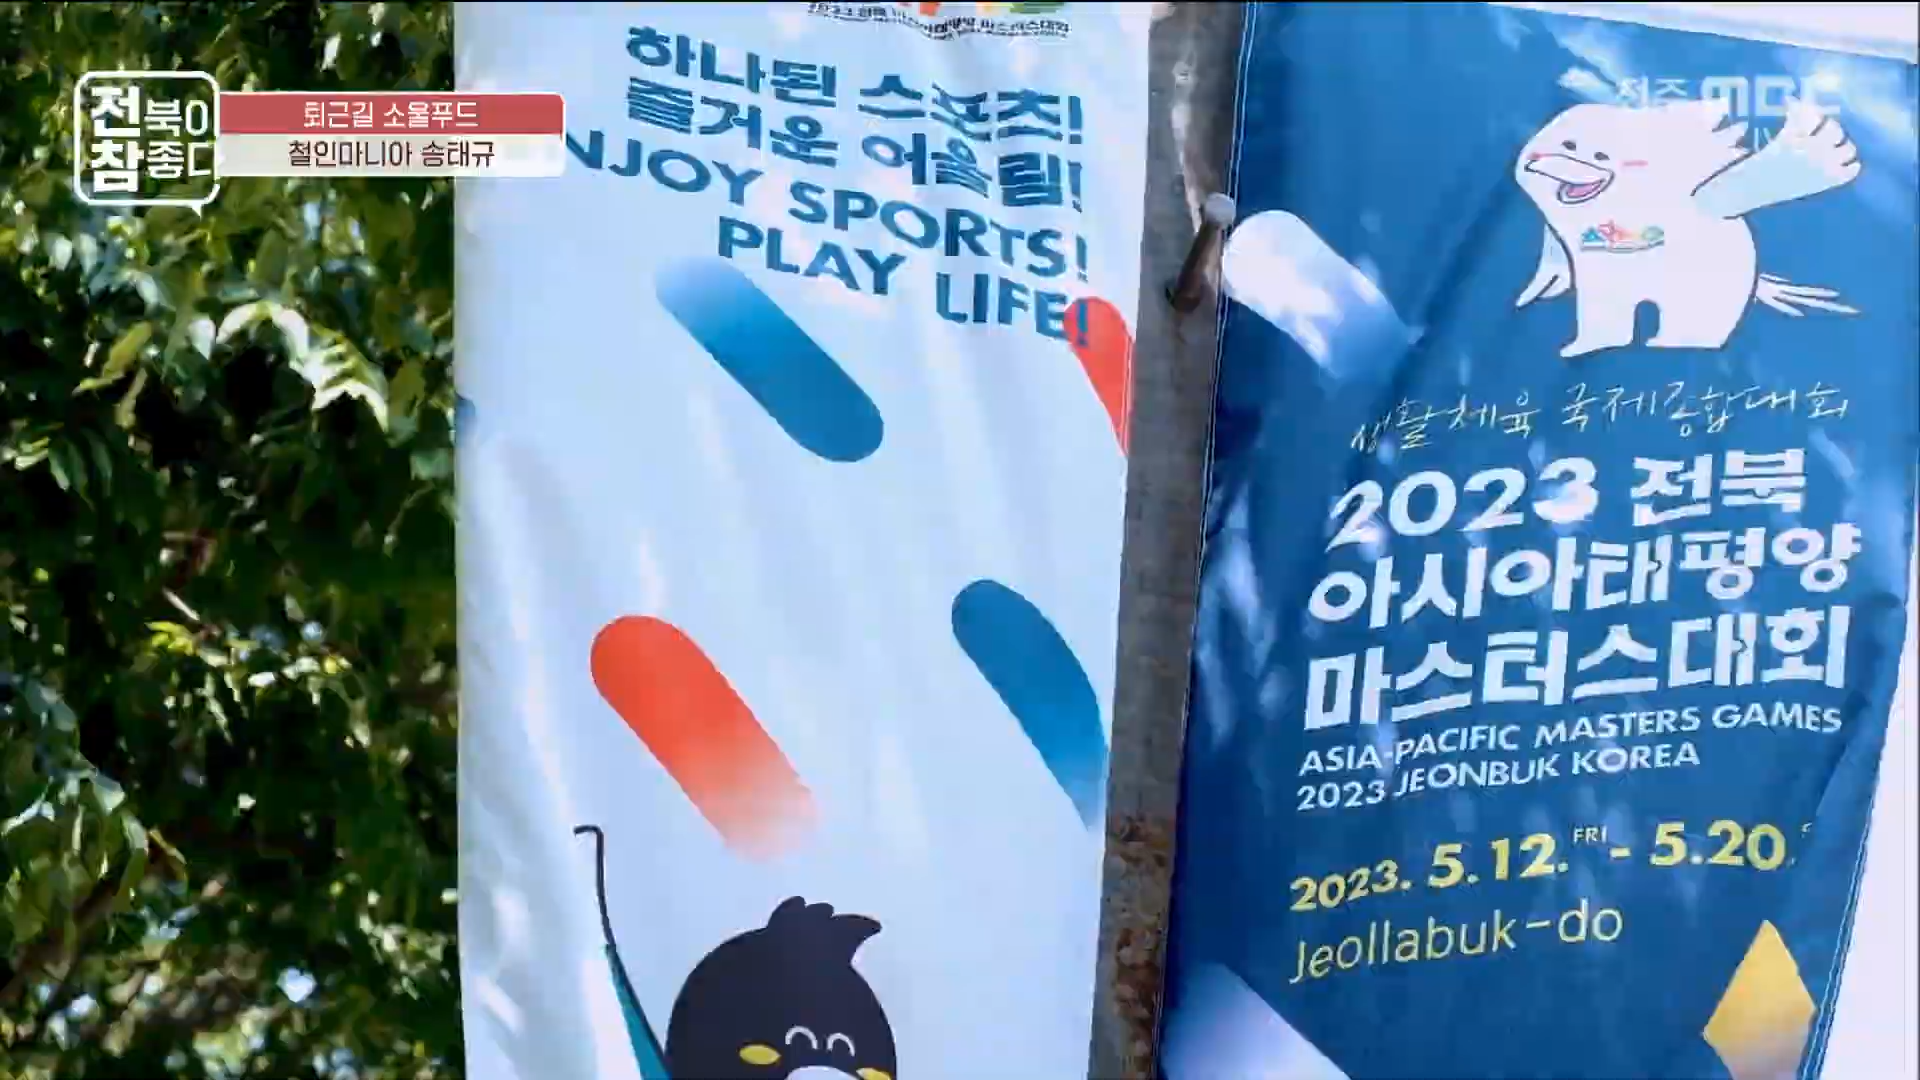 전북이
참좋다
퇴근길 소울푸드
철인마니아 송태규
전주 MBC
하나된 스포츠!
즐거운 어울림!
NJOY SPORTS!
PLAY LIFE!
생활체육 국제종합대회
2023 전북
아시아태평양
마스터스대회
ASIA-PACIFIC MASTERS GAMES
2023 JEONBUK KOREA
2023. 5.12. FRI - 5.20.
Jeollabuk-do